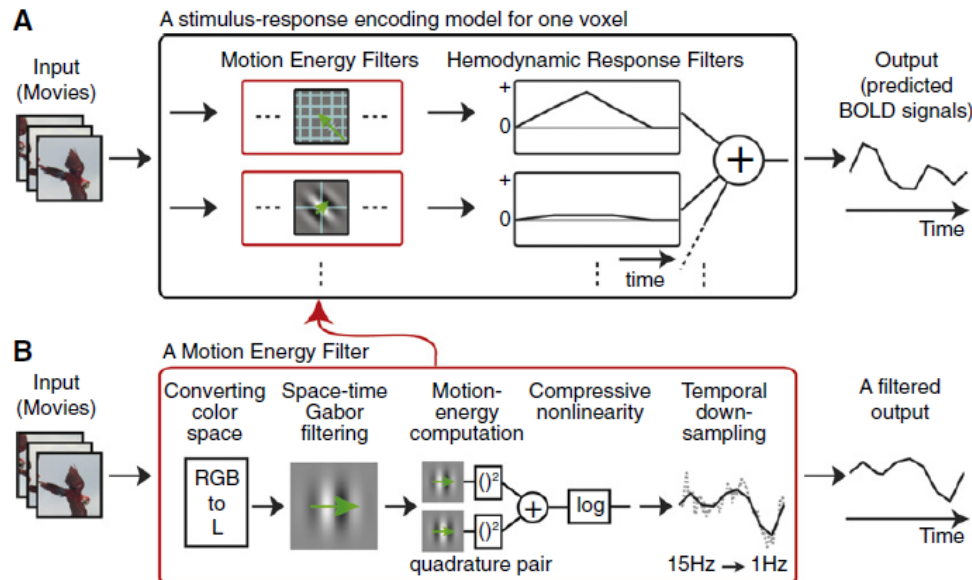 A
A stimulus-response encoding model for one voxel
Input
(Movies)
Motion Energy Filters
Hemodynamic Response Filters
Output
(predicted
BOLD signals)
+
0
+
+
0
time
Time
B
A Motion Energy Filter
Input
(Movies)
Converting
color
space
Space-time
Gabor
filtering
Motion-
energy
computation
Compressive
nonlinearity
Temporal
down-
sampling
A filtered
output
RGB
to
L
()²
()²
+
log
quadrature pair
15Hz → 1Hz
Time